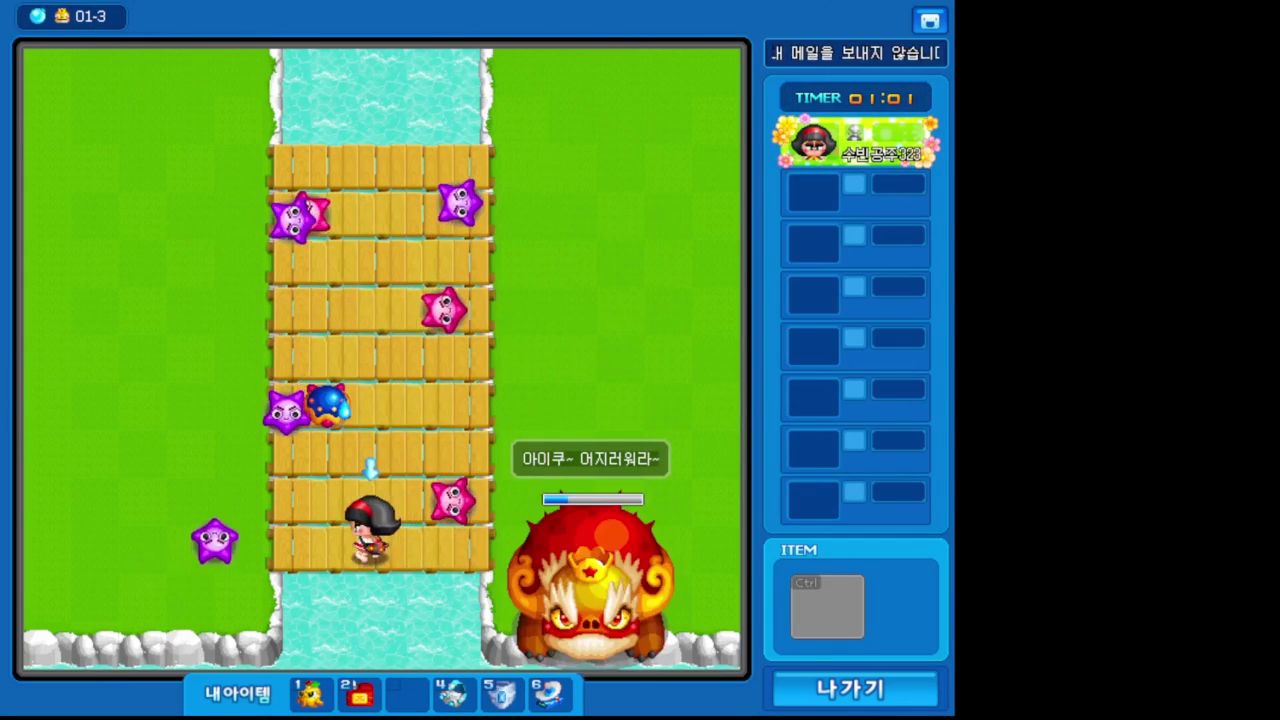 01-3
ㅐ 메일을 보내지 않습니다
TIMER 01:01
수빈공주323
아이쿠~ 어지러워라~
ITEM
Ctrl
내아이템
1
2
4
5
6
나가기